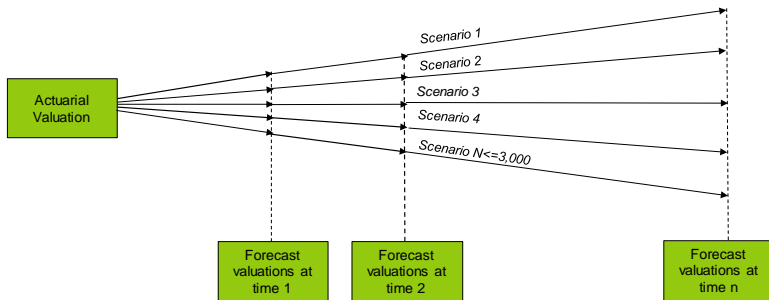 Scenario 1
Scenario 2
Actuarial
Valuation
Scenario 3
Scenario 4
Scenario N<=3,000
Forecast
valuations at
time 1
Forecast
valuations at
time 2
Forecast
valuations at
time n